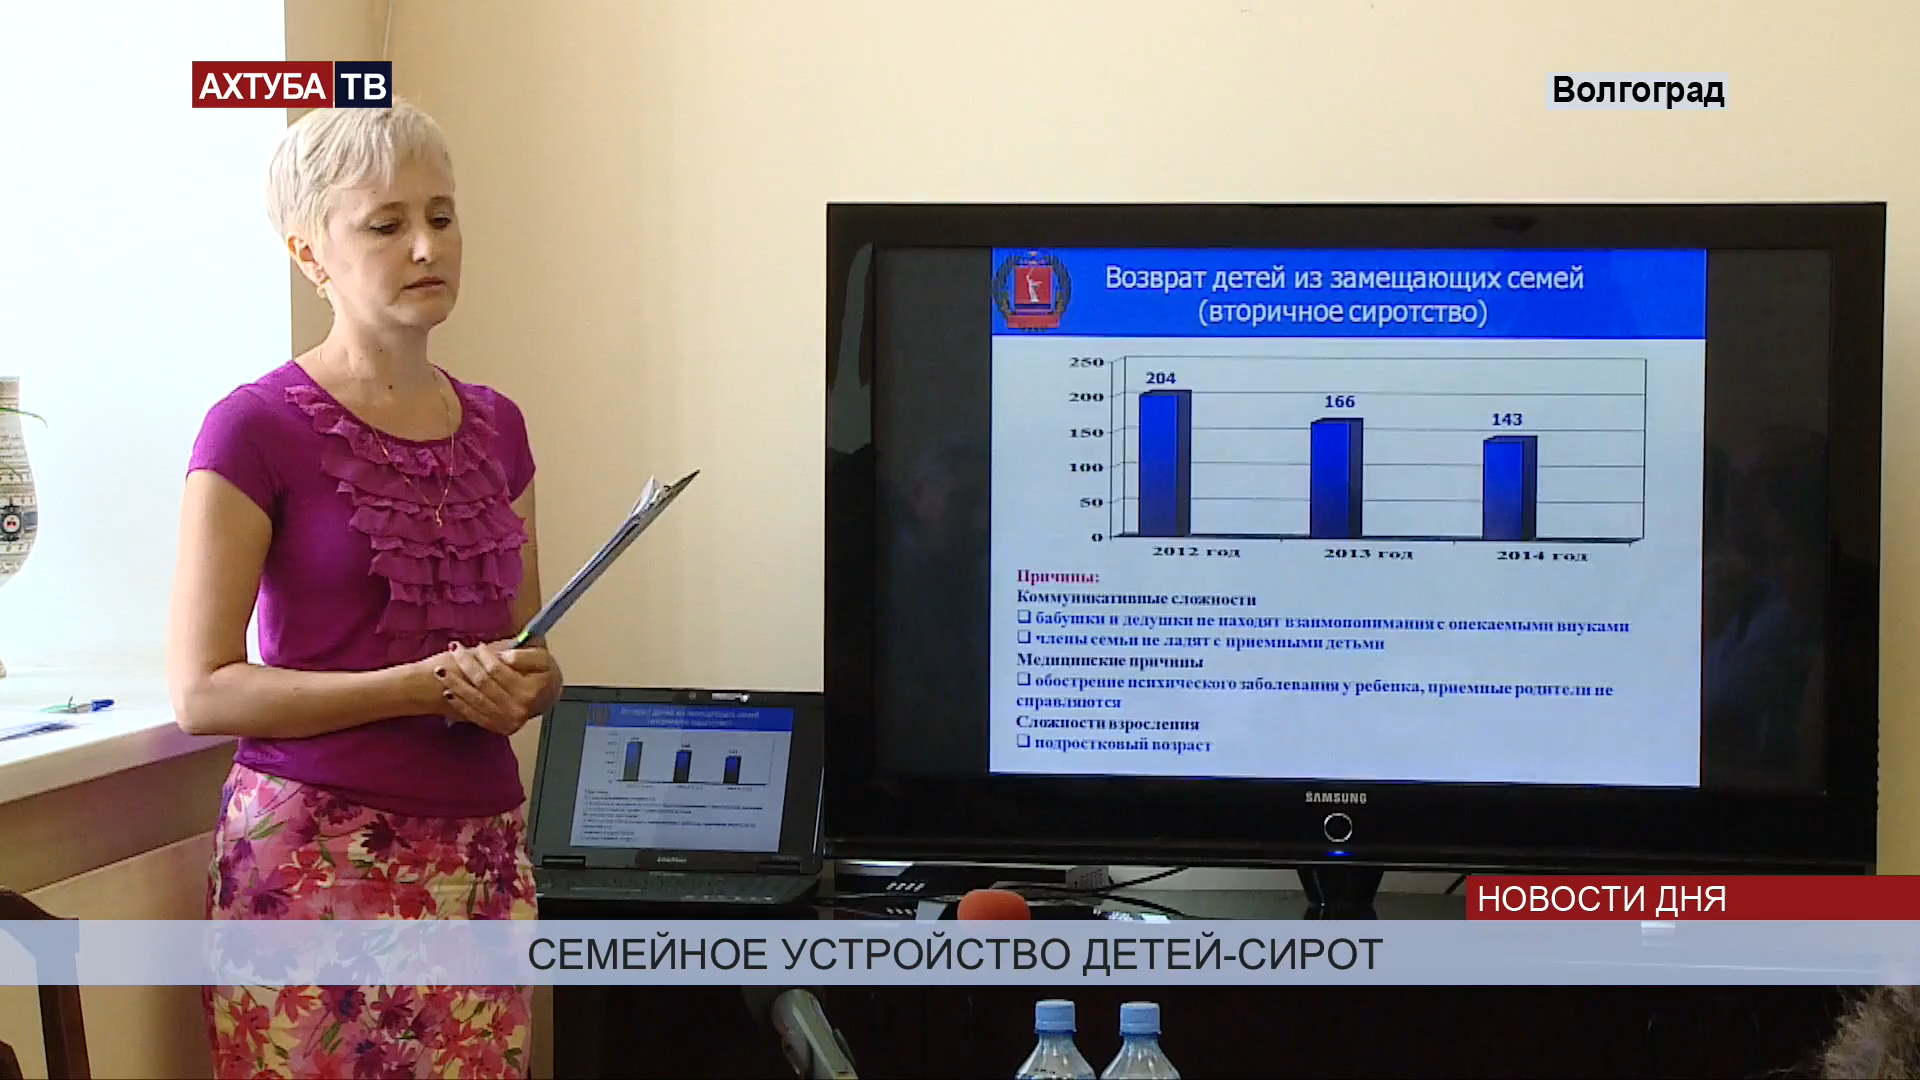 АХТУБА ТВ
Волгоград
Возврат детей из замещающих семей
(вторичное сиротство)
250
200
150
100
50
0
204
166
143
2012 год
2013 год
2014 год
Причины:
Коммуникативные сложности
бабушки и дедушки не находят взаимопонимания с опекаемыми внуками
члены семьи не ладят с приемными детьми
Медицинские причины
обострение психического заболевания у ребенка, приемные родители не
справляются
Сложности взросления
подростковый возраст
SAMSUNG
НОВОСТИ ДНЯ
СЕМЕЙНОЕ УСТРОЙСТВО ДЕТЕЙ-СИРОТ